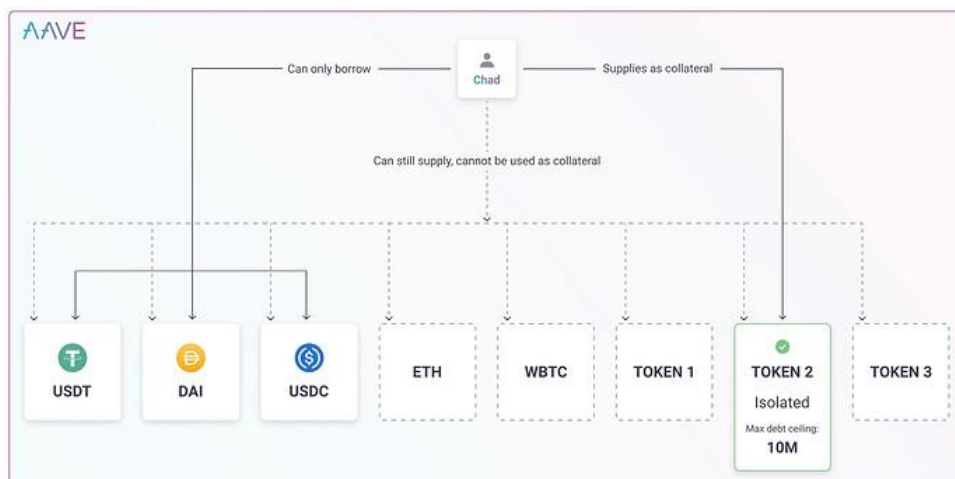 AAVE
Can only borrow
Chad
Supplies as collateral
Can still supply, cannot be used as collateral
USDT
DAI
USDC
ETH
WBTC
TOKEN 1
TOKEN 2
Isolated
Max debt ceiling:
10M
TOKEN 3